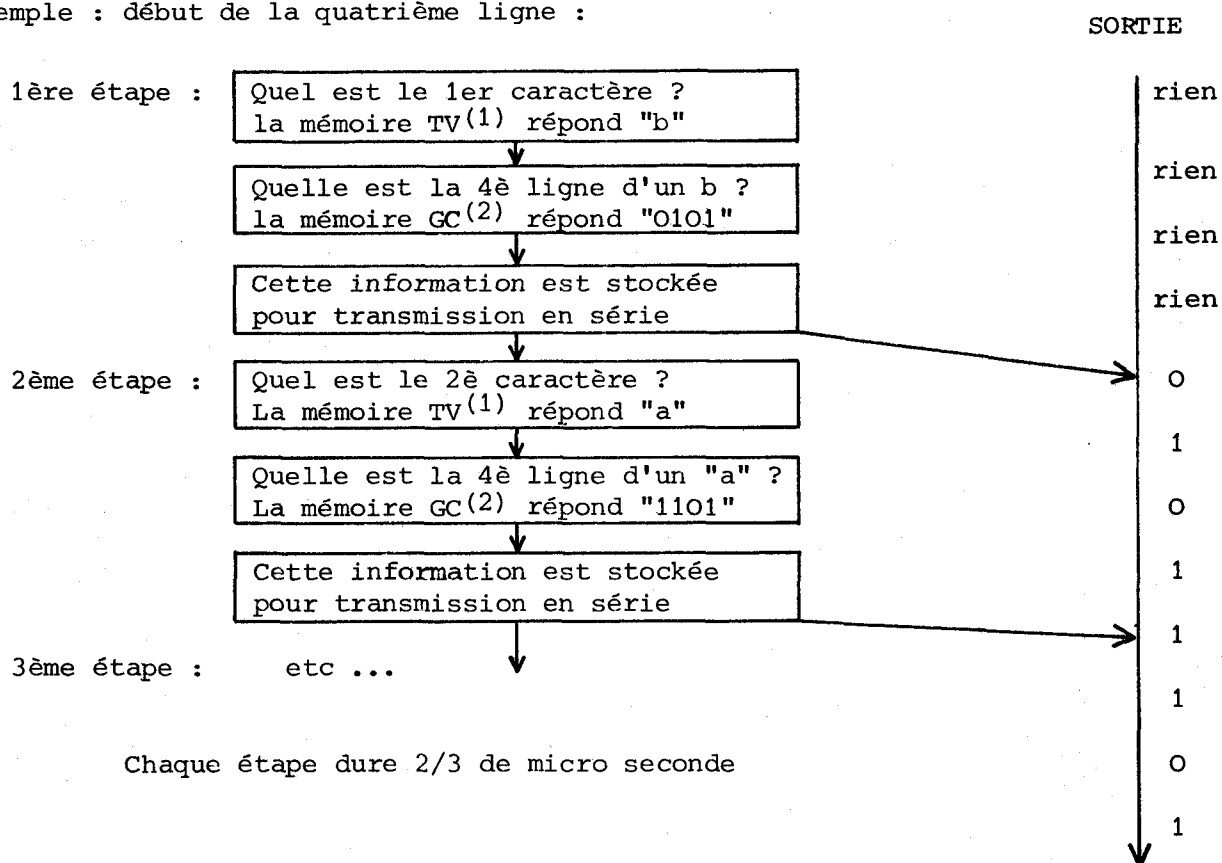 emple : début de la quatrième ligne :
SORTIE
1ère étape :
Quel est le 1er caractère ?
la mémoire TV(1) répond "b"
rien
Quelle est la 4è ligne d'un b ?
la mémoire GC(2) répond "0101"
rien
rien
Cette information est stockée
pour transmission en série
rien
2ème étape :
Quel est le 2è caractère ?
La mémoire TV(1) répond "a"
0
1
Quelle est la 4è ligne d'un "a" ?
La mémoire GC(2) répond "1101"
0
Cette information est stockée
pour transmission en série
1
1
3ème étape : etc ...
1
Chaque étape dure 2/3 de micro seconde
0
1